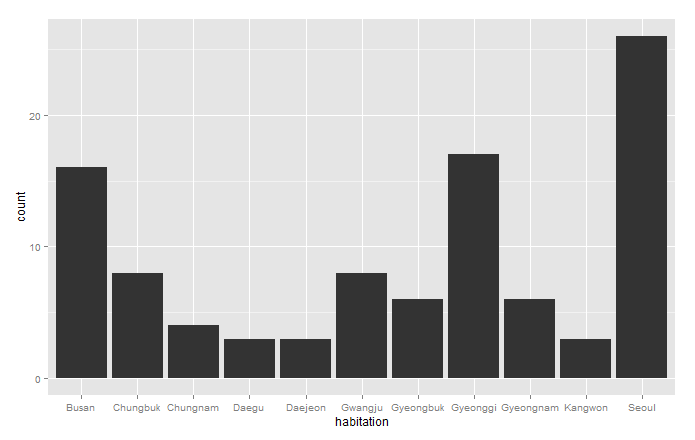 count
20
10
0
Busan Chungbuk Chungnam Daegu Daejeon Gwangju Gyeongbuk Gyeonggi Gyeongnam Kangwon Seoul
habitation